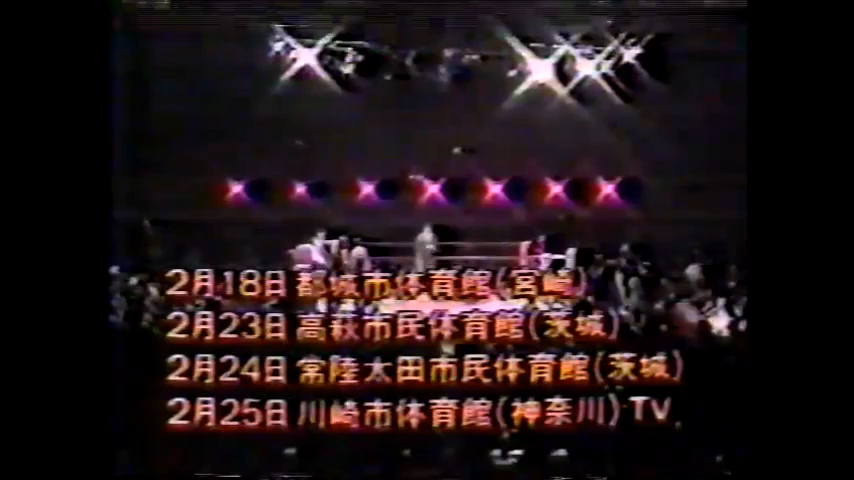 2月18日 都城市体育館(宮崎)
2月23日 高萩市民体育館(茨城)
2月24日 常陸太田市民体育館(茨城)
2月25日 川崎市体育館(神奈川)TV